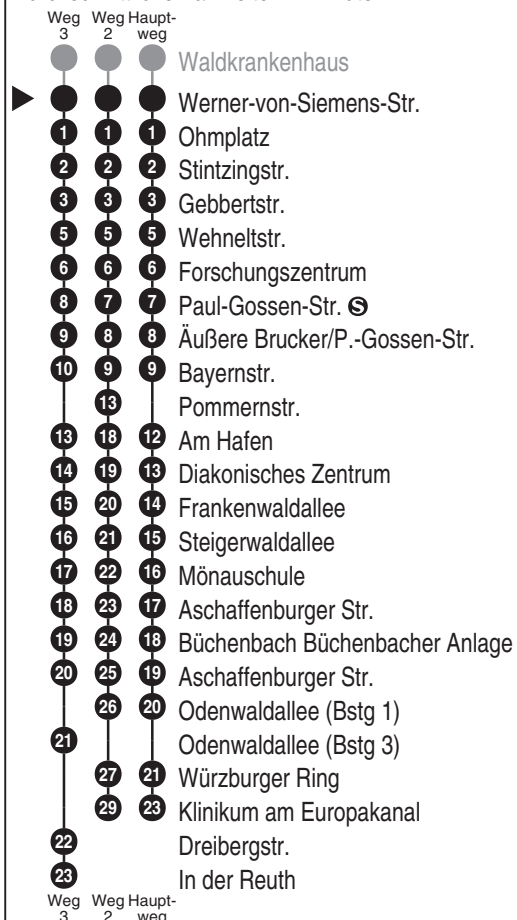 Weg Weg Haupt-
3 2 weg
Waldkrankenhaus
Werner-von-Siemens-Str.
1 1 1 Ohmplatz
2 2 2 Stintzingstr.
3 3 3 Gebbertstr.
5 5 5 Wehneltstr.
6 6 6 Forschungszentrum
8 7 7 Paul-Gossen-Str. S
9 8 8 Äußere Brucker/P.-Gossen-Str.
10 9 9 Bayernstr.
13 Pommernstr.
13 18 12 Am Hafen
14 19 13 Diakonisches Zentrum
15 20 14 Frankenwaldallee
16 21 15 Steigerwaldallee
17 22 16 Mönauschule
18 23 17 Aschaffenburger Str.
19 24 18 Büchenbach Büchenbacher Anlage
20 25 19 Aschaffenburger Str.
26 20 Odenwaldallee (Bstg 1)
21 Odenwaldallee (Bstg 3)
27 21 Würzburger Ring
29 23 Klinikum am Europakanal
22 Dreibergstr.
23 In der Reuth
Weg Weg Haupt-
3 2 weg